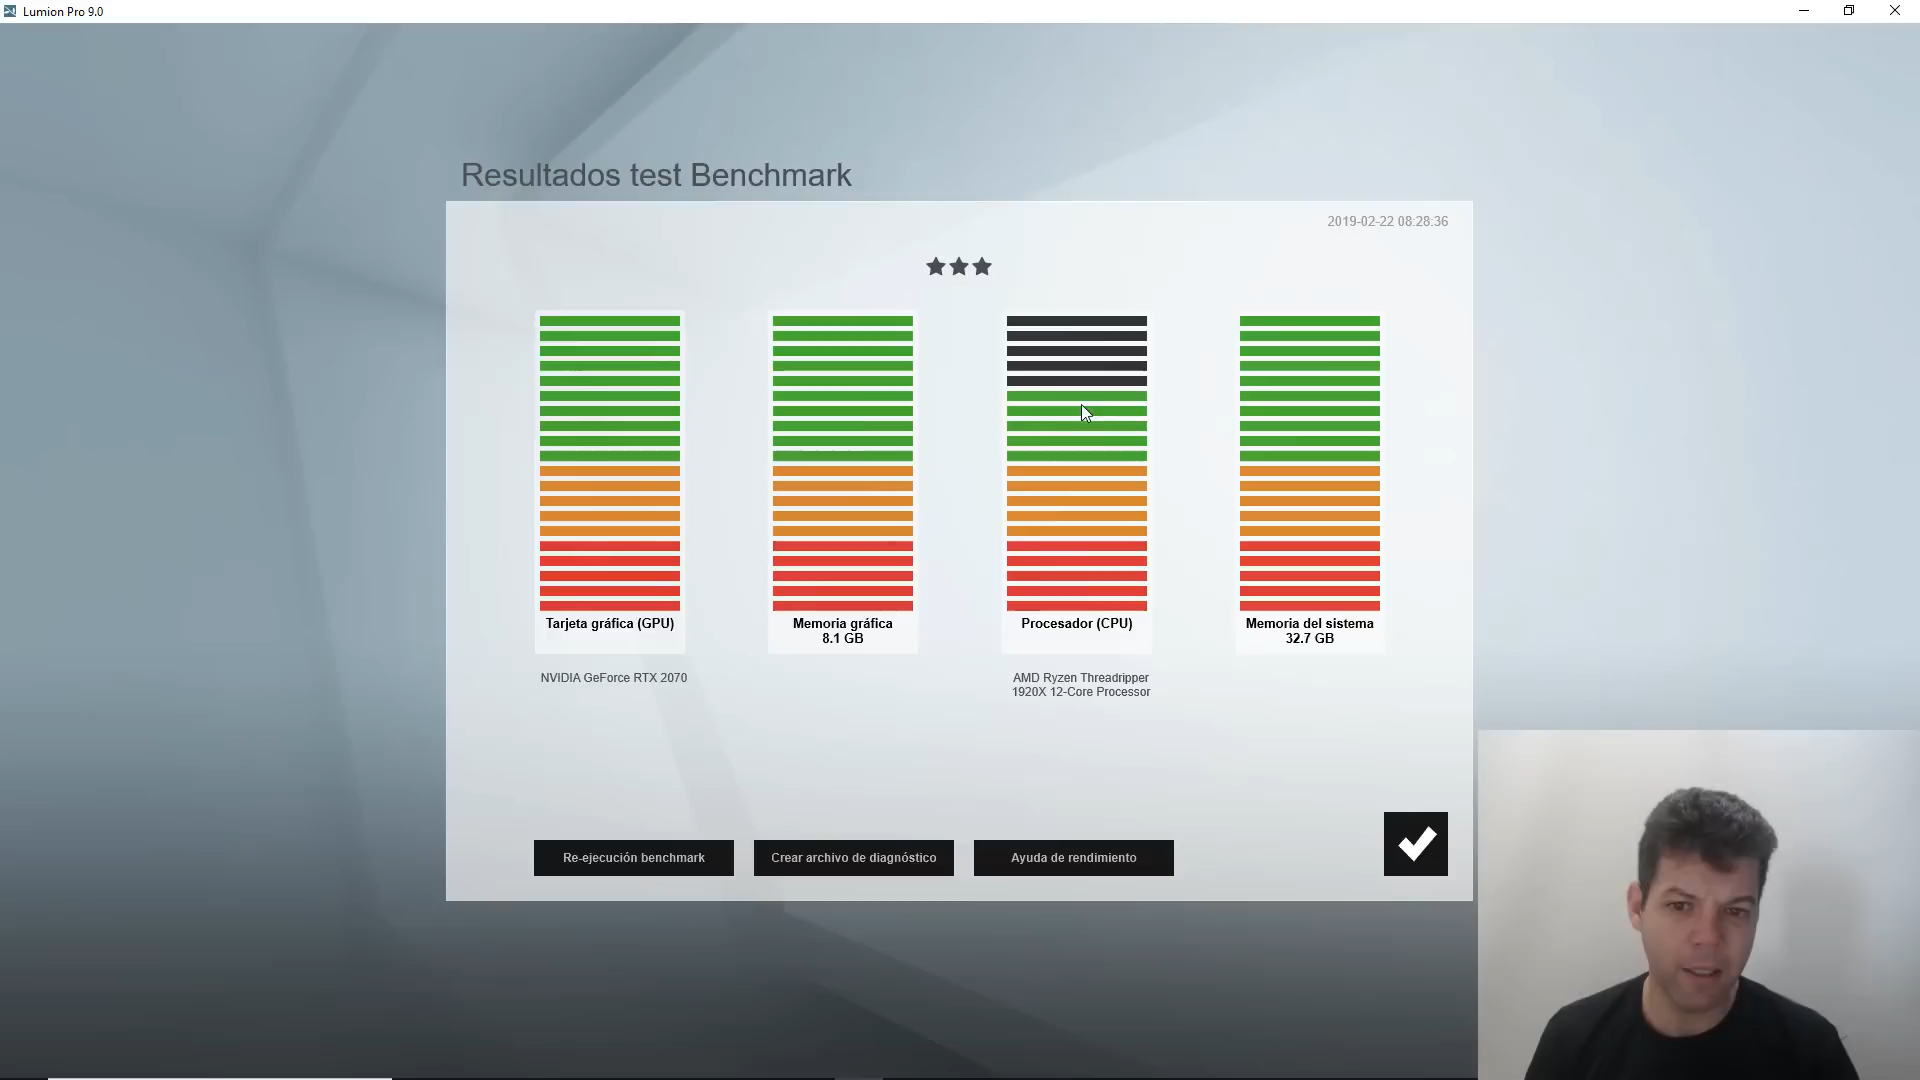 Lumion Pro 9.0
Resultados test Benchmark
2019-02-22 08:28:36
Tarjeta gráfica (GPU)
Memoria gráfica
8.1 GB
Procesador (CPU)
Memoria del sistema
32.7 GB
NVIDIA GeForce RTX 2070
AMD Ryzen Threadripper
1920X 12-Core Processor
Re-ejecución benchmark
Crear archivo de diagnóstico
Ayuda de rendimiento